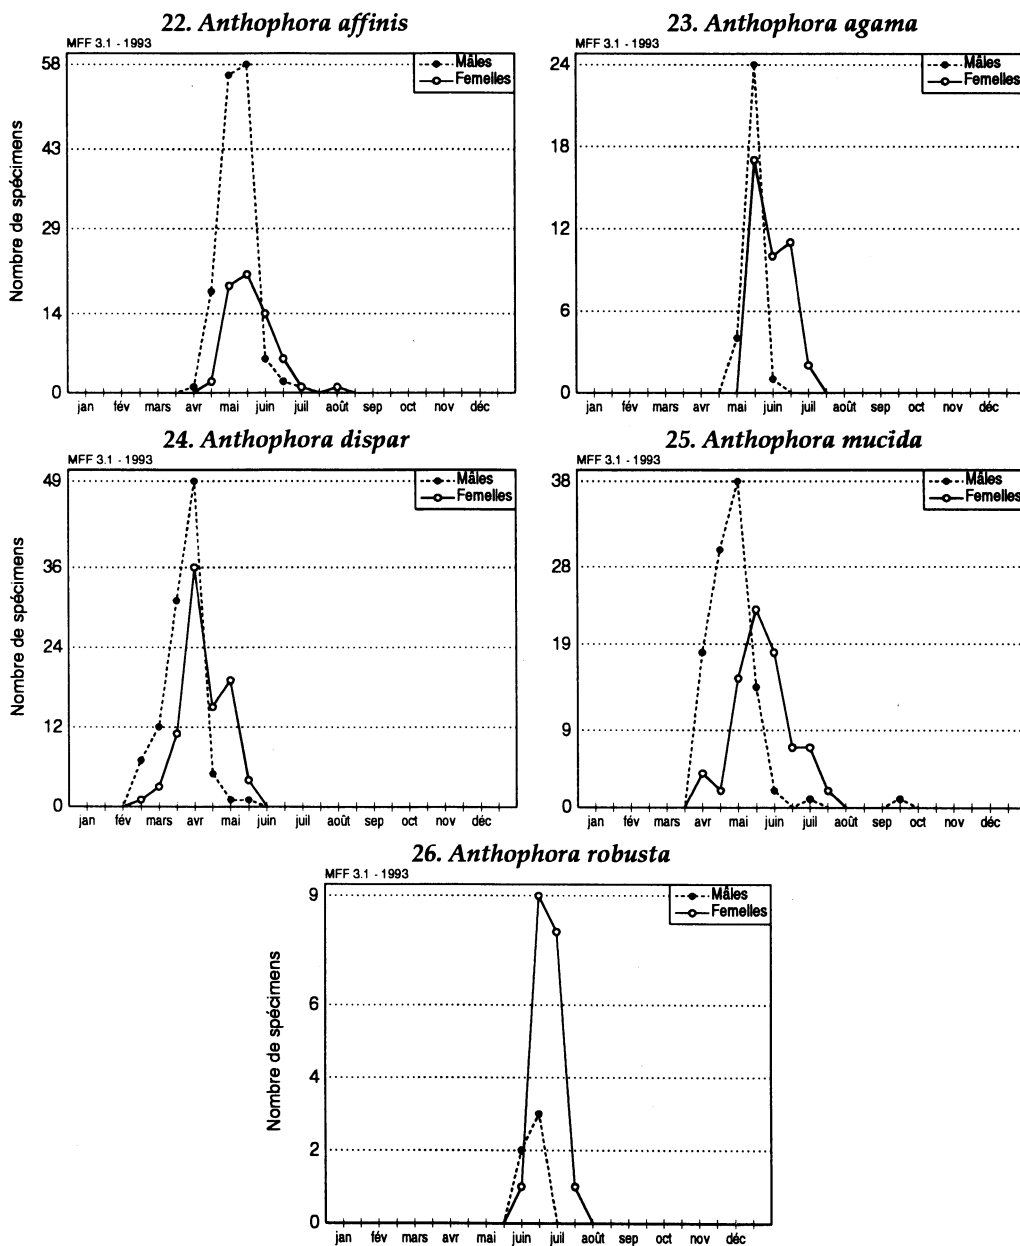 22. Anthophora affinis
MFF 3.1 - 1993
Mâles
Femelles
Nombre de spécimens
58
43
29
14
0
jan fév mars avr mai juin juil août sep oct nov déc
23. Anthophora agama
MFF 3.1 - 1993
Mâles
Femelles
24
18
12
6
0
jan fév mars avr mai juin juil août sep oct nov déc
24. Anthophora dispar
MFF 3.1 - 1993
Mâles
Femelles
Nombre de spécimens
49
36
24
12
0
jan fév mars avr mai juin juil août sep oct nov déc
25. Anthophora mucida
MFF 3.1 - 1993
Mâles
Femelles
38
28
19
9
0
jan fév mars avr mai juin juil août sep oct nov déc
26. Anthophora robusta
MFF 3.1 - 1993
Mâles
Femelles
Nombre de spécimens
9
6
4
2
0
jan fév mars avr mai juin juil août sep oct nov déc